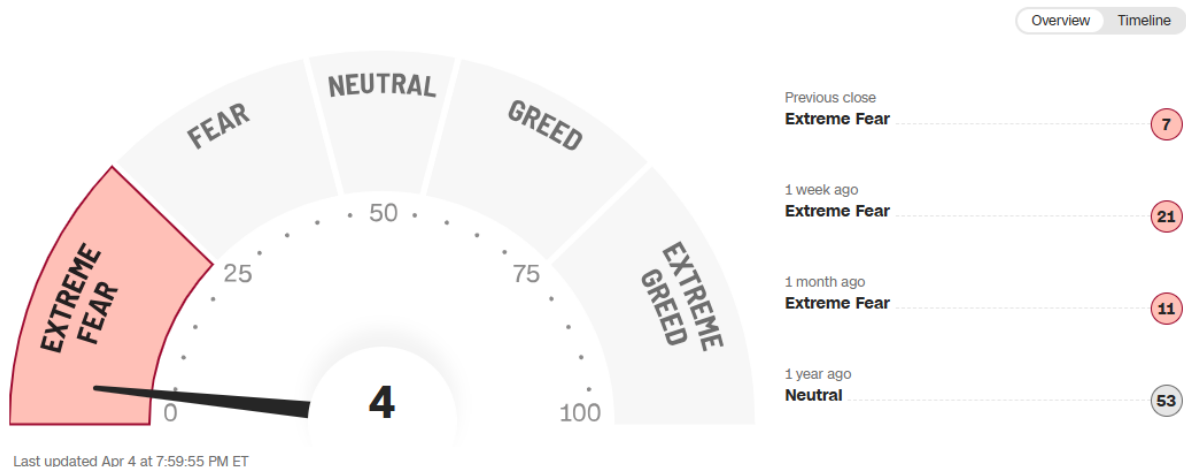 Overview Timeline
EXTREME
FEAR
FEAR
NEUTRAL
GREED
EXTREME
GREED
0
25
50
75
100
4
Last updated Apr 4 at 7:59:55 PM ET
Previous close
Extreme Fear 7
1 week ago
Extreme Fear 21
1 month ago
Extreme Fear 11
1 year ago
Neutral 53